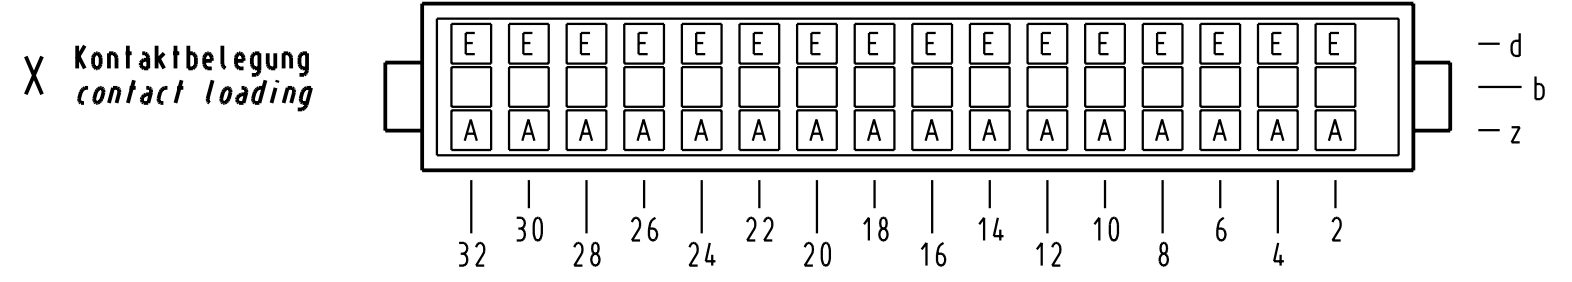 E E E E E E E E E E E E E E E E d
X Kontaktbelegung
contact loading
b
A A A A A A A A A A A A A A A A z
30 26 22 18 14 10 6 2
32 28 24 20 16 12 8 4